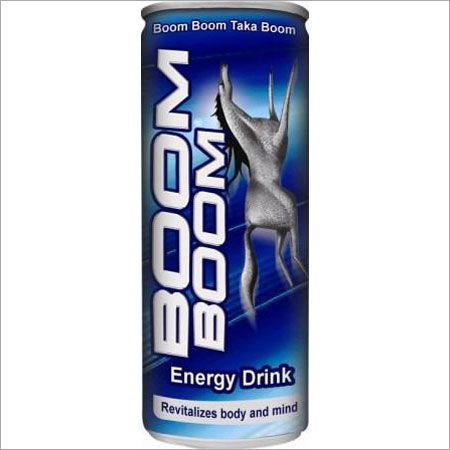 Boom Boom Taka Boom
BOOM
BOOM
Energy Drink
Revitalizes body and mind